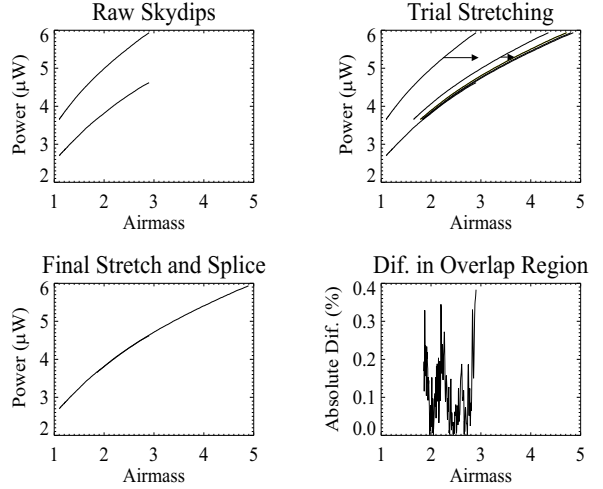 Raw Skydips
6
5
4
3
2
Power (µW)
1 2 3 4 5
Airmass
Trial Stretching
6
5
4
3
2
Power (µW)
1 2 3 4 5
Airmass
Final Stretch and Splice
6
5
4
3
2
Power (µW)
1 2 3 4 5
Airmass
Dif. in Overlap Region
0.4
0.3
0.2
0.1
0.0
Absolute Dif. (%)
1 2 3 4 5
Airmass